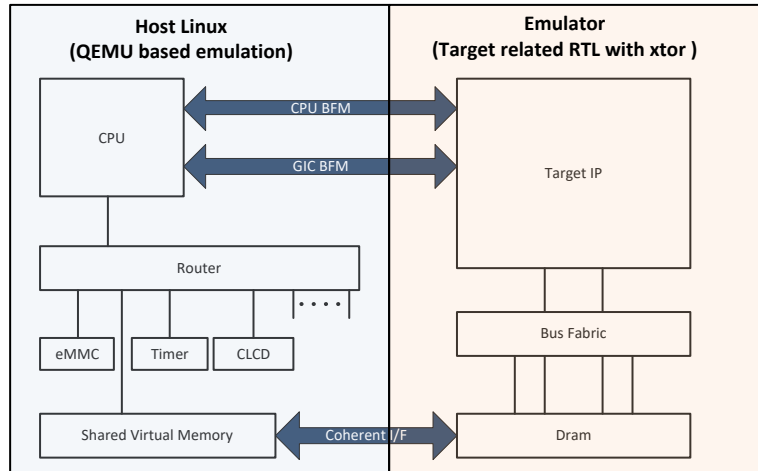 Host Linux
(QEMU based emulation)
Emulator
(Target related RTL with xtor )
CPU
CPU BFM
GIC BFM
Target IP
Router
eMMC
Timer
CLCD
Bus Fabric
Shared Virtual Memory
Coherent I/F
Dram